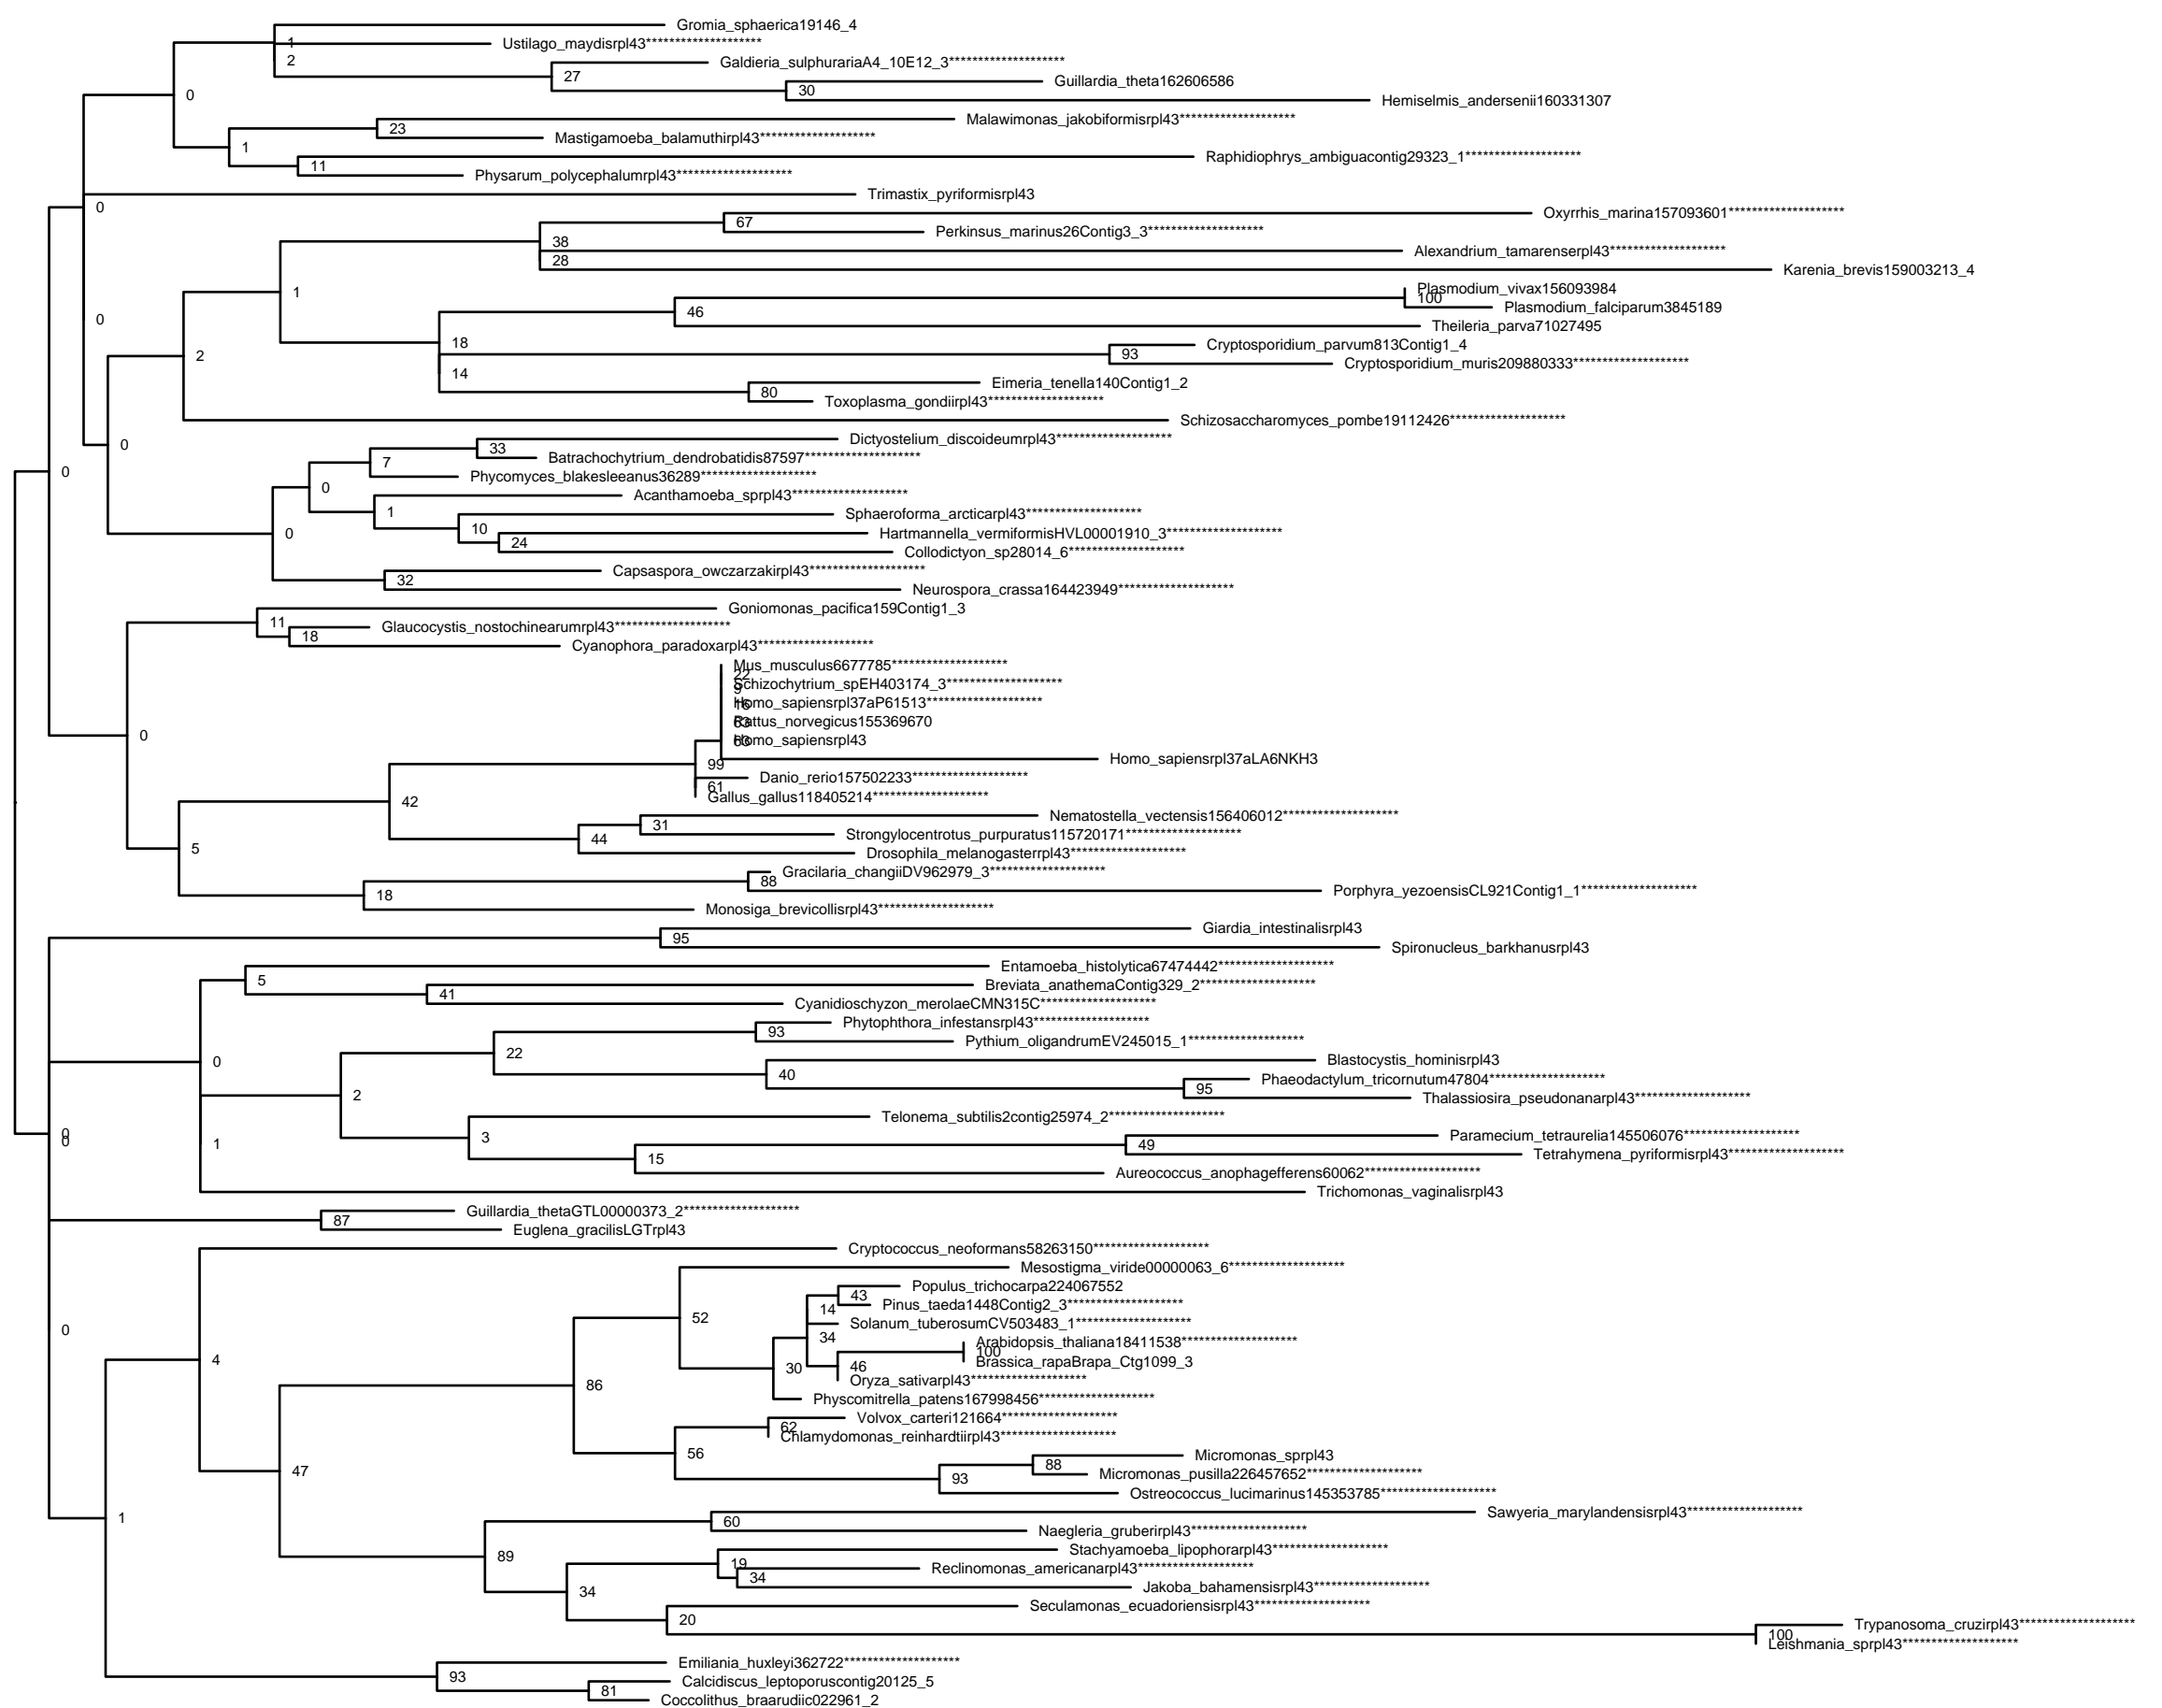 Gromia_sphaerica19146_4
1
Ustilago_maydisrpl43********************
2
Galdieria_sulphurariaA4_10E12_3********************
27
Guillardia_theta162606586
30
0
Hemiselmis_andersenii160331307
Malawimonas_jakobiformisrpl43********************
23
Mastigamoeba_balamuthirpl43********************
1
Raphidiophrys_ambiguacontig29323_1********************
11
Physarum_polycephalumrpl43********************
Trimastix_pyriformisrpl43
0
Oxyrrhis_marina157093601********************
67
Perkinsus_marinus26Contig3_3********************
38
Alexandrium_tamarenserpl43********************
28
Karenia_brevis159003213_4
1
Plasmodium_vivax156093984
100
Plasmodium_falciparum3845189
46
0
Theileria_parva71027495
18
Cryptosporidium_parvum813Contig1_4
93
2
Cryptosporidium_muris209880333********************
14
Eimeria_tenella140Contig1_2
80
Toxoplasma_gondiirpl43********************
Schizosaccharomyces_pombe19112426********************
Dictyostelium_discoideumrpl43********************
0
33
Batrachochytrium_dendrobatidis87597********************
7
0
Phycomyces_blakesleeanus36289********************
0
Acanthamoeba_sprpl43********************
1
Sphaeroforma_arcticarpl43********************
10
0
Hartmannella_vermiformisHVL00001910_3********************
24
Collodictyon_sp28014_6********************
Capsaspora_owczarzakirpl43********************
32
Neurospora_crassa164423949********************
Goniomonas_pacifica159Contig1_3
11
Glaucocystis_nostochinearumrpl43********************
18
Cyanophora_paradoxarpl43********************
Mus_musculus6677785********************
22
Schizochytrium_spEH403174_3********************
9
Homo_sapiensrpl37aP61513********************
16
Rattus_norvegicus155369670
63
0
Homo_sapiensrpl43
63
Homo_sapiensrpl37aLA6NKH3
99
Danio_rerio157502233********************
61
Gallus_gallus118405214********************
42
Nematostella_vectensis156406012********************
31
Strongylocentrotus_purpuratus115720171********************
44
5
Drosophila_melanogasterrpl43********************
Gracilaria_changiiDV962979_3********************
88
Porphyra_yezoensisCL921Contig1_1********************
18
Monosiga_brevicollisrpl43********************
Giardia_intestinalisrpl43
95
Spironucleus_barkhanusrpl43
Entamoeba_histolytica67474442********************
5
Breviata_anathemaContig329_2********************
41
Cyanidioschyzon_merolaeCMN315C********************
Phytophthora_infestansrpl43********************
93
Pythium_oligandrumEV245015_1********************
22
0
Blastocystis_hominisrpl43
40
Phaeodactylum_tricornutum47804********************
95
2
Thalassiosira_pseudonanarpl43********************
Telonema_subtilis2contig25974_2********************
0
0
3
Paramecium_tetraurelia145506076********************
1
49
Tetrahymena_pyriformisrpl43********************
15
Aureococcus_anophagefferens60062********************
Trichomonas_vaginalisrpl43
Guillardia_thetaGTL00000373_2********************
87
Euglena_gracilisLGTrpl43
Cryptococcus_neoformans58263150********************
Mesostigma_viride00000063_6********************
Populus_trichocarpa224067552
43
Pinus_taeda1448Contig2_3********************
14
52
Solanum_tuberosumCV503483_1********************
0
34
Arabidopsis_thaliana18411538********************
100
4
Brassica_rapaBrapa_Ctg1099_3
46
30
Oryza_sativarpl43********************
86
Physcomitrella_patens167998456********************
Volvox_carteri121664********************
62
Chlamydomonas_reinhardtiirpl43********************
56
Micromonas_sprpl43
88
47
Micromonas_pusilla226457652********************
93
Ostreococcus_lucimarinus145353785********************
Sawyeria_marylandensisrpl43********************
1
60
Naegleria_gruberirpl43********************
Stachyamoeba_lipophorarpl43********************
89
19
Reclinomonas_americanarpl43********************
34
Jakoba_bahamensisrpl43********************
34
Seculamonas_ecuadoriensisrpl43********************
20
Trypanosoma_cruzirpl43********************
100
Leishmania_sprpl43********************
Emiliania_huxleyi362722********************
93
Calcidiscus_leptoporuscontig20125_5
81
Coccolithus_braarudiic022961_2